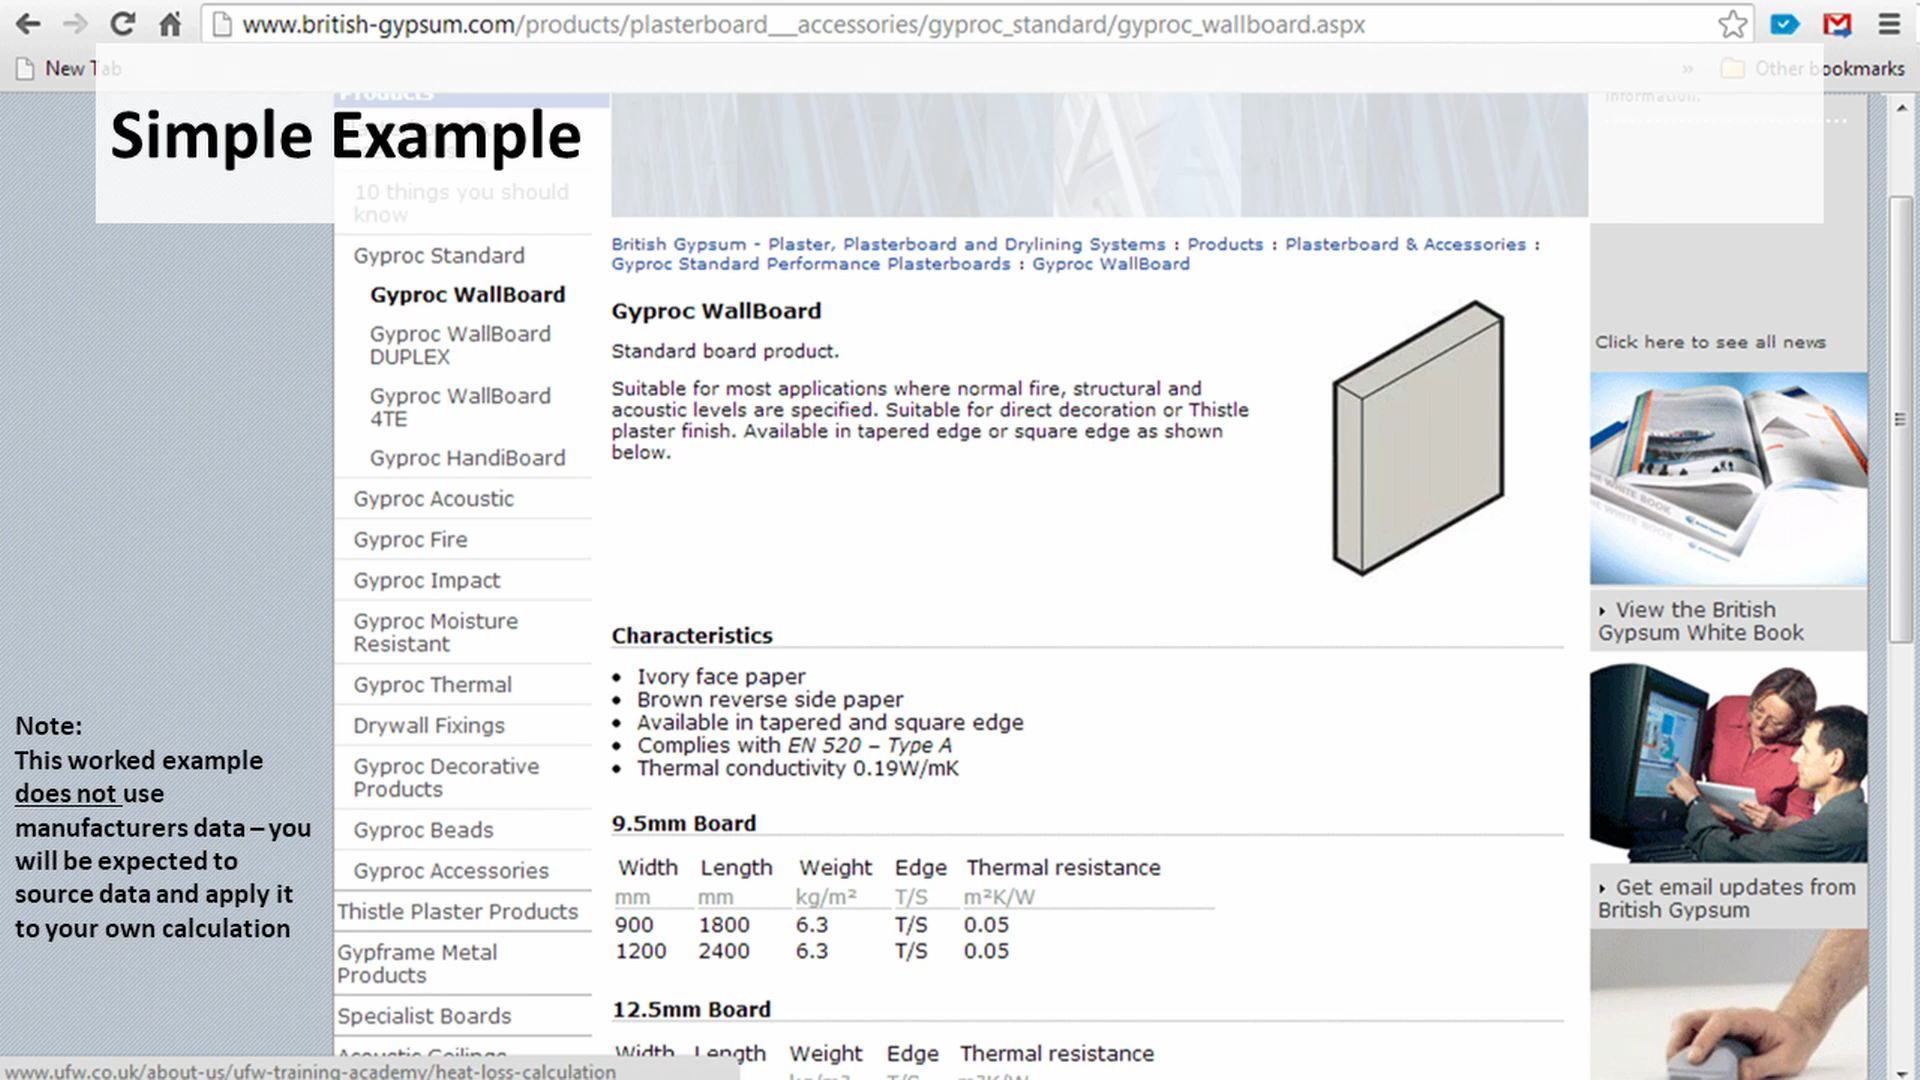 www.british-gypsum.com/products/plasterboard__accessories/gyproc_standard/gyproc_wallboard.aspx
New Tab
» Other bookmarks
Products
Simple Example
10 things you should
know
Gyproc Standard
Gyproc WallBoard
Gyproc WallBoard
DUPLEX
Gyproc WallBoard
4TE
Gyproc HandiBoard
Gyproc Acoustic
Gyproc Fire
Gyproc Impact
Gyproc Moisture
Resistant
Gyproc Thermal
Drywall Fixings
Gyproc Decorative
Products
Gyproc Beads
Gyproc Accessories
Thistle Plaster Products
Gypframe Metal
Products
Specialist Boards
Acoustic Ceilings
Note:
This worked example
does not use
manufacturers data – you
will be expected to
source data and apply it
to your own calculation
British Gypsum - Plaster, Plasterboard and Drylining Systems : Products : Plasterboard & Accessories :
Gyproc Standard Performance Plasterboards : Gyproc WallBoard
Gyproc WallBoard
Standard board product.
Suitable for most applications where normal fire, structural and
acoustic levels are specified. Suitable for direct decoration or Thistle
plaster finish. Available in tapered edge or square edge as shown
below.
Characteristics
• Ivory face paper
• Brown reverse side paper
• Available in tapered and square edge
• Complies with EN 520 – Type A
• Thermal conductivity 0.19W/mK
9.5mm Board
Width Length Weight Edge Thermal resistance
mm mm kg/m² T/S m²K/W
900 1800 6.3 T/S 0.05
1200 2400 6.3 T/S 0.05
12.5mm Board
Width Length Weight Edge Thermal resistance
kg/m² T/S m²K/W
information.
Click here to see all news
THE WHITE BOOK
View the British
Gypsum White Book
Get email updates from
British Gypsum
www.ufw.co.uk/about-us/ufw-training-academy/heat-loss-calculation